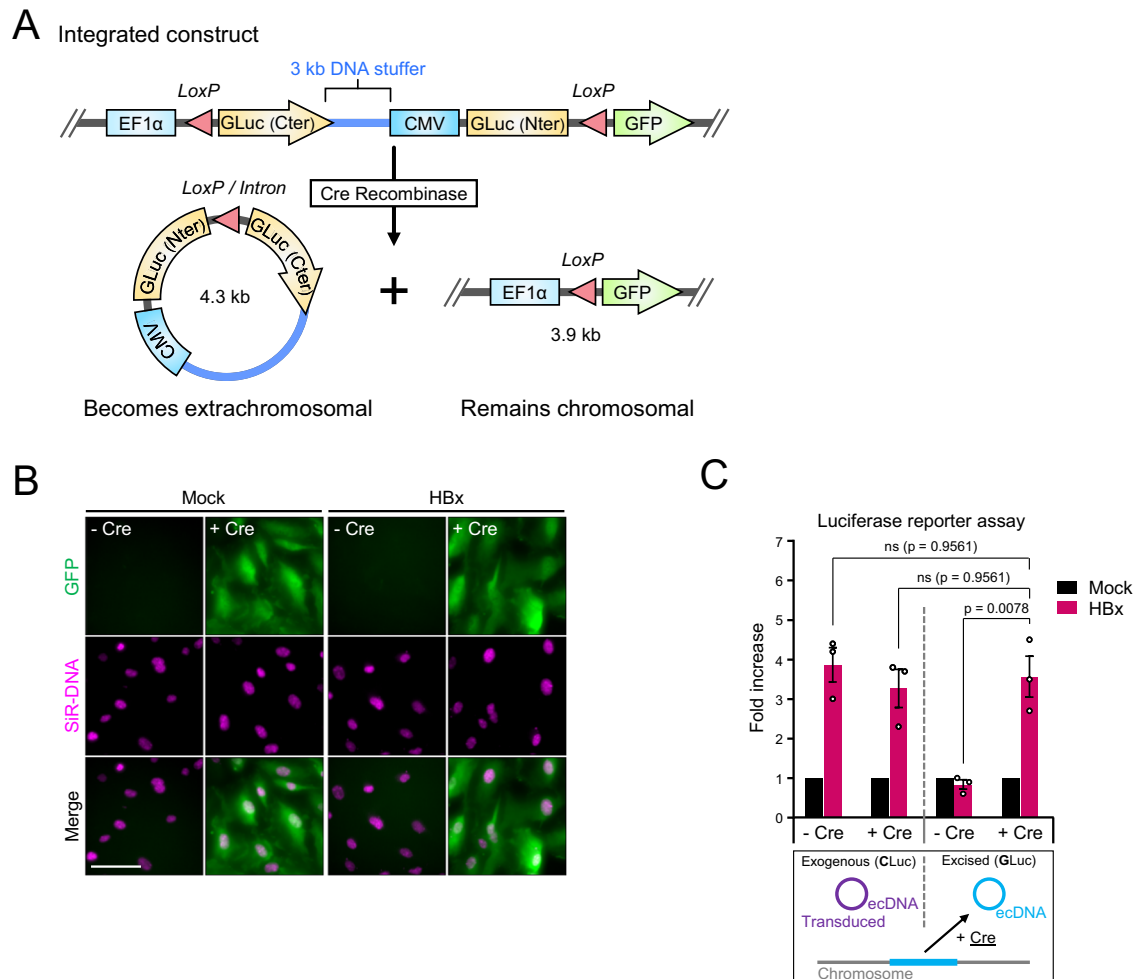 A
Integrated construct
3 kb DNA stuffer
LoxP
LoxP
EF1α
GLuc (Cter)
CMV
GLuc (Nter)
GFP
LoxP / Intron
Cre Recombinase
GLuc (Nter)
GLuc (Cter)
CMV
4.3 kb
+
LoxP
EF1α
GFP
3.9 kb
Becomes extrachromosomal
Remains chromosomal
B
Mock
HBx
- Cre
+ Cre
- Cre
+ Cre
GFP
SiR-DNA
Merge
C
Luciferase reporter assay
ns (p = 0.9561)
ns (p = 0.9561)
p = 0.0078
Mock
HBx
Fold increase
7
6
5
4
3
2
1
0
- Cre
+ Cre
- Cre
+ Cre
Exogenous (CLuc)
Excised (GLuc)
ecDNA
Transduced
ecDNA
+ Cre
Chromosome